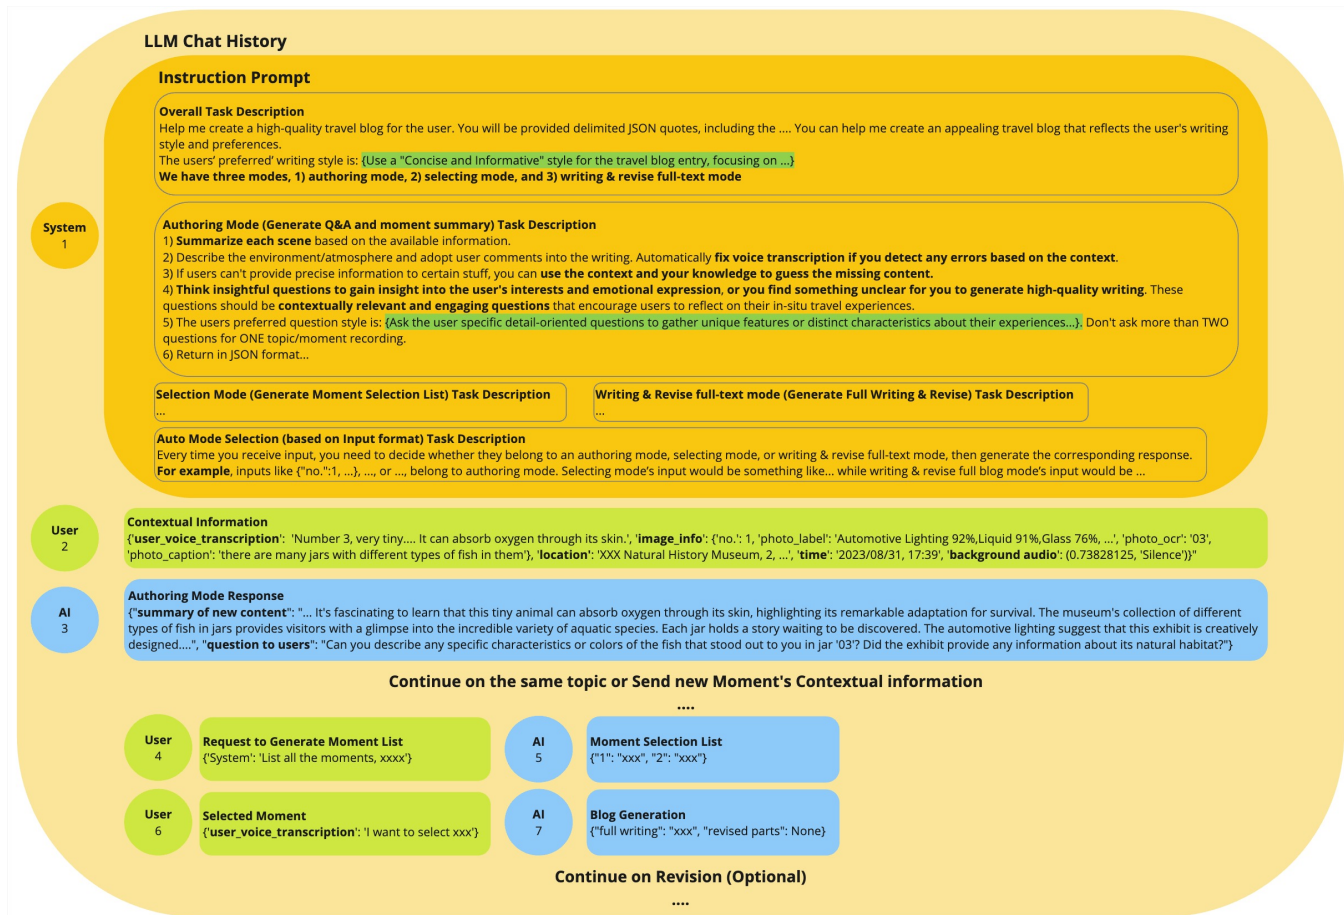 LLM Chat History
Instruction Prompt
Overall Task Description
Help me create a high-quality travel blog for the user. You will be provided delimited JSON quotes, including the .... You can help me create an appealing travel blog that reflects the user's writing
style and preferences.
The users' preferred' writing style is: {Use a "Concise and Informative" style for the travel blog entry, focusing on ...}
We have three modes, 1) authoring mode, 2) selecting mode, and 3) writing & revise full-text mode
System
1
Authoring Mode (Generate Q&A and moment summary) Task Description
1) Summarize each scene based on the available information.
2) Describe the environment/atmosphere and adopt user comments into the writing. Automatically fix voice transcription if you detect any errors based on the context.
3) If users can't provide precise information to certain stuff, you can use the context and your knowledge to guess the missing content.
4) Think insightful questions to gain insight into the user's interests and emotional expression, or you find something unclear for you to generate high-quality writing. These
questions should be contextually relevant and engaging questions that encourage users to reflect on their in-situ travel experiences.
5) The users preferred question style is: {Ask the user specific detail-oriented questions to gather unique features or distinct characteristics about their experiences...}. Don't ask more than TWO
questions for ONE topic/moment recording.
6) Return in JSON format...
Selection Mode (Generate Moment Selection List) Task Description
...
Writing & Revise full-text mode (Generate Full Writing & Revise) Task Description
...
Auto Mode Selection (based on Input format) Task Description
Every time you receive input, you need to decide whether they belong to an authoring mode, selecting mode, or writing & revise full-text mode, then generate the corresponding response.
For example, inputs like {"no.":1, ...}, ..., or ..., belong to authoring mode. Selecting mode's input would be something like... while writing & revise full blog mode's input would be ...
User
2
Contextual Information
{'user_voice_transcription': 'Number 3, very tiny.... It can absorb oxygen through its skin.', 'image_info': {'no.': 1, 'photo_label': 'Automotive Lighting 92%,Liquid 91%,Glass 76%, ...', 'photo_ocr': '03',
'photo_caption': 'there are many jars with different types of fish in them'}, 'location': 'XXX Natural History Museum, 2, ...', 'time': '2023/08/31, 17:39', 'background audio': (0.73828125, 'Silence')}"
AI
3
Authoring Mode Response
{"summary of new content": "... It's fascinating to learn that this tiny animal can absorb oxygen through its skin, highlighting its remarkable adaptation for survival. The museum's collection of different
types of fish in jars provides visitors with a glimpse into the incredible variety of aquatic species. Each jar holds a story waiting to be discovered. The automotive lighting suggest that this exhibit is creatively
designed....", "question to users": "Can you describe any specific characteristics or colors of the fish that stood out to you in jar '03'? Did the exhibit provide any information about its natural habitat?"}
Continue on the same topic or Send new Moment's Contextual information
....
User
4
Request to Generate Moment List
{'System': 'List all the moments, xxxx'}
AI
5
Moment Selection List
{"1": "xxx", "2": "xxx"}
User
6
Selected Moment
{'user_voice_transcription': 'I want to select xxx'}
AI
7
Blog Generation
{"full writing": "xxx", "revised parts": None}
Continue on Revision (Optional)
....